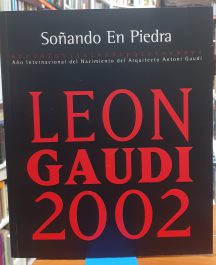 Soñando En Piedra
Año Internacional del Nacimiento del Arquitecto Antoni Gaudí
LEON
GAUDI
2002